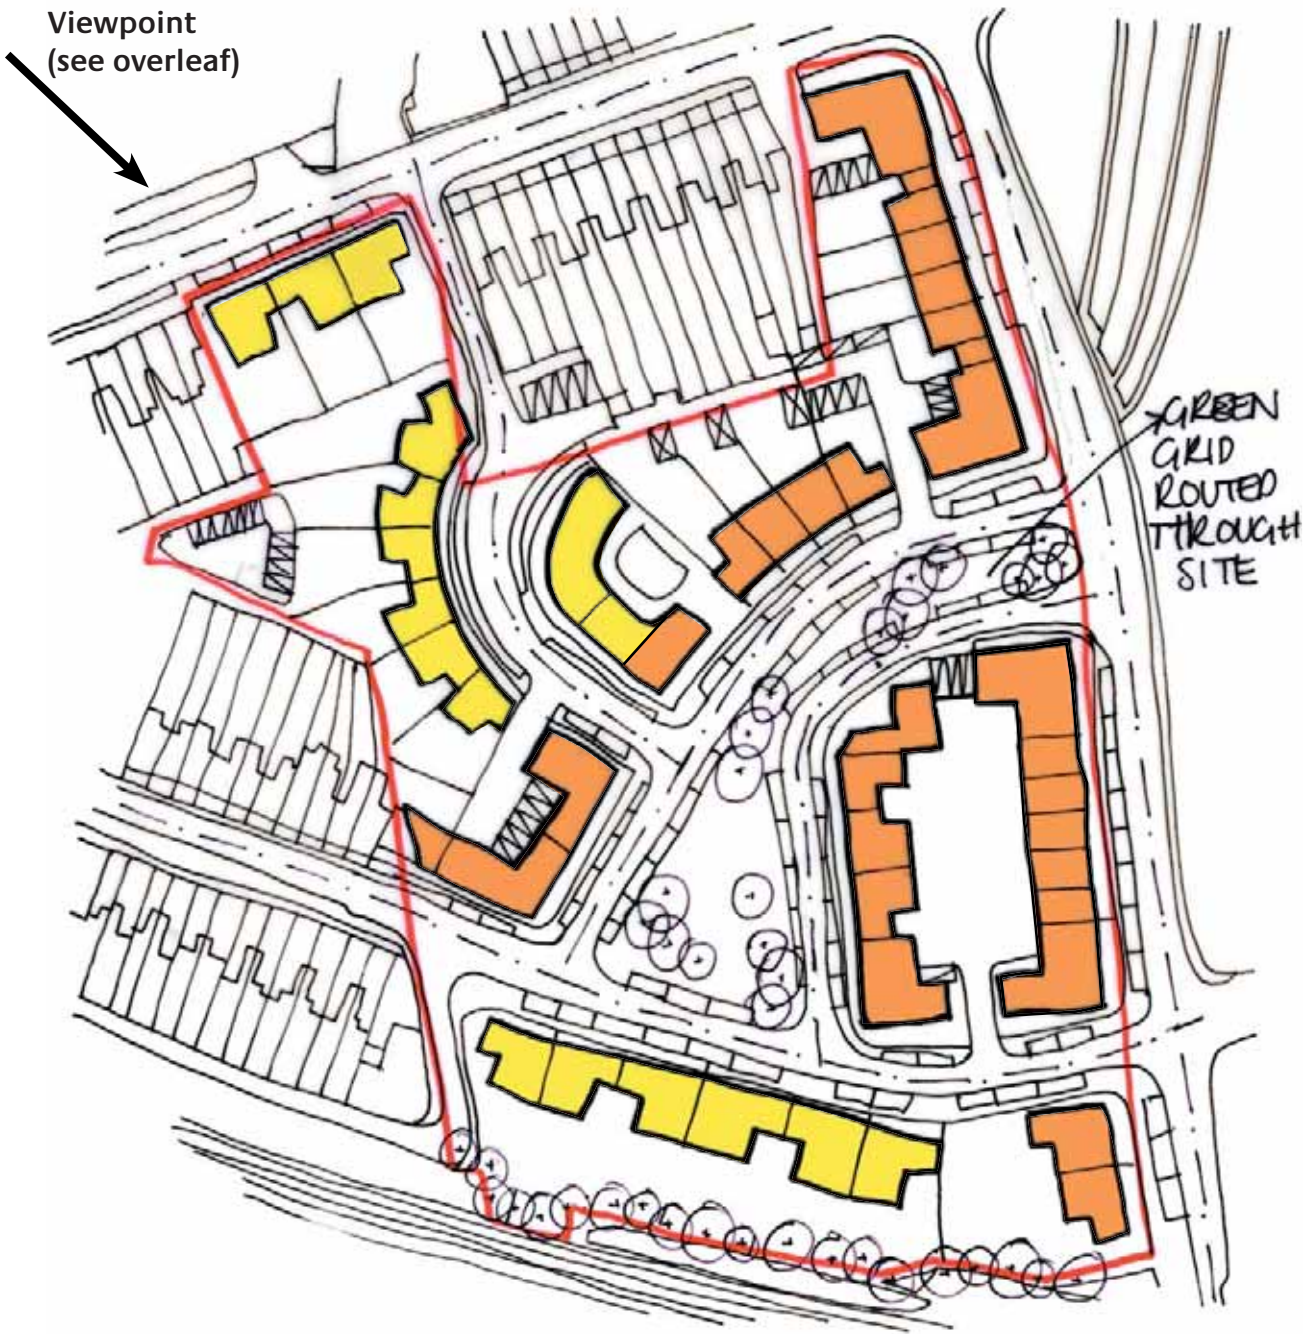 Viewpoint
(see overleaf)
GREEN
GRID
ROUTED
THROUGH
SITE